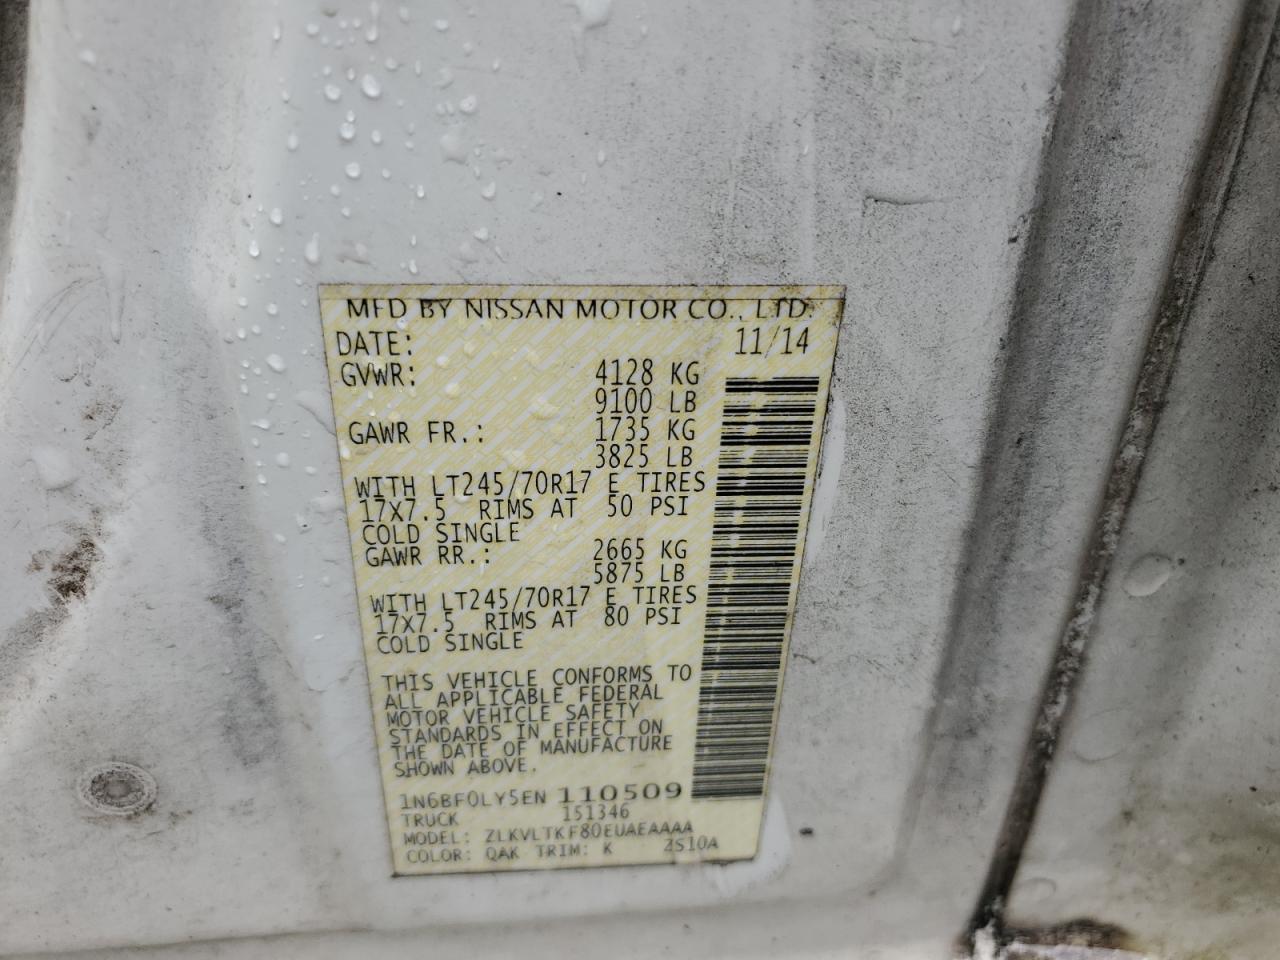 MFD BY NISSAN MOTOR CO., LTD.
DATE: 11/14
GVWR: 4128 KG
9100 LB
GAWR FR.: 1735 KG
3825 LB
WITH LT245/70R17 E TIRES
17X7.5 RIMS AT 50 PSI
COLD SINGLE
GAWR RR.: 2665 KG
5875 LB
WITH LT245/70R17 E TIRES
17X7.5 RIMS AT 80 PSI
COLD SINGLE
THIS VEHICLE CONFORMS TO
ALL APPLICABLE FEDERAL
MOTOR VEHICLE SAFETY
STANDARDS IN EFFECT ON
THE DATE OF MANUFACTURE
SHOWN ABOVE.
1N6BF0LY5EN 110509
TRUCK 151346
MODEL: ZLKVLTKF80EUAEAAAA
COLOR: QAK TRIM: K ZS10A